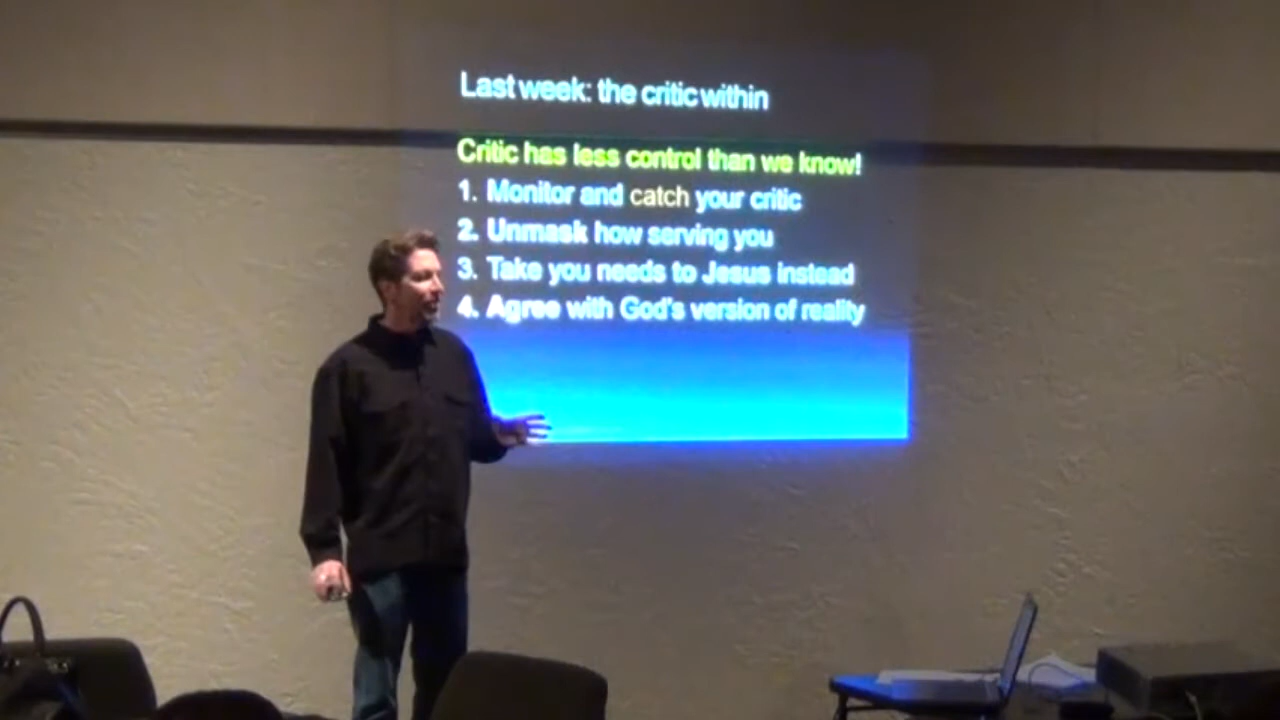 Last week: the critic within
Critic has less control than we know!
1. Monitor and catch your critic
2. Unmask how serving you
3. Take you needs to Jesus instead
4. Agree with God's version of reality